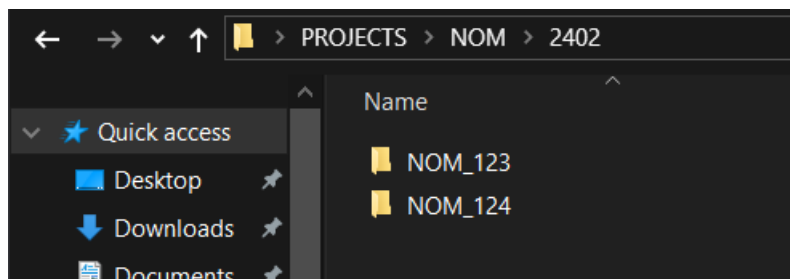 PROJECTS > NOM > 2402
Name
Quick access
NOM_123
Desktop
NOM_124
Downloads
Documents